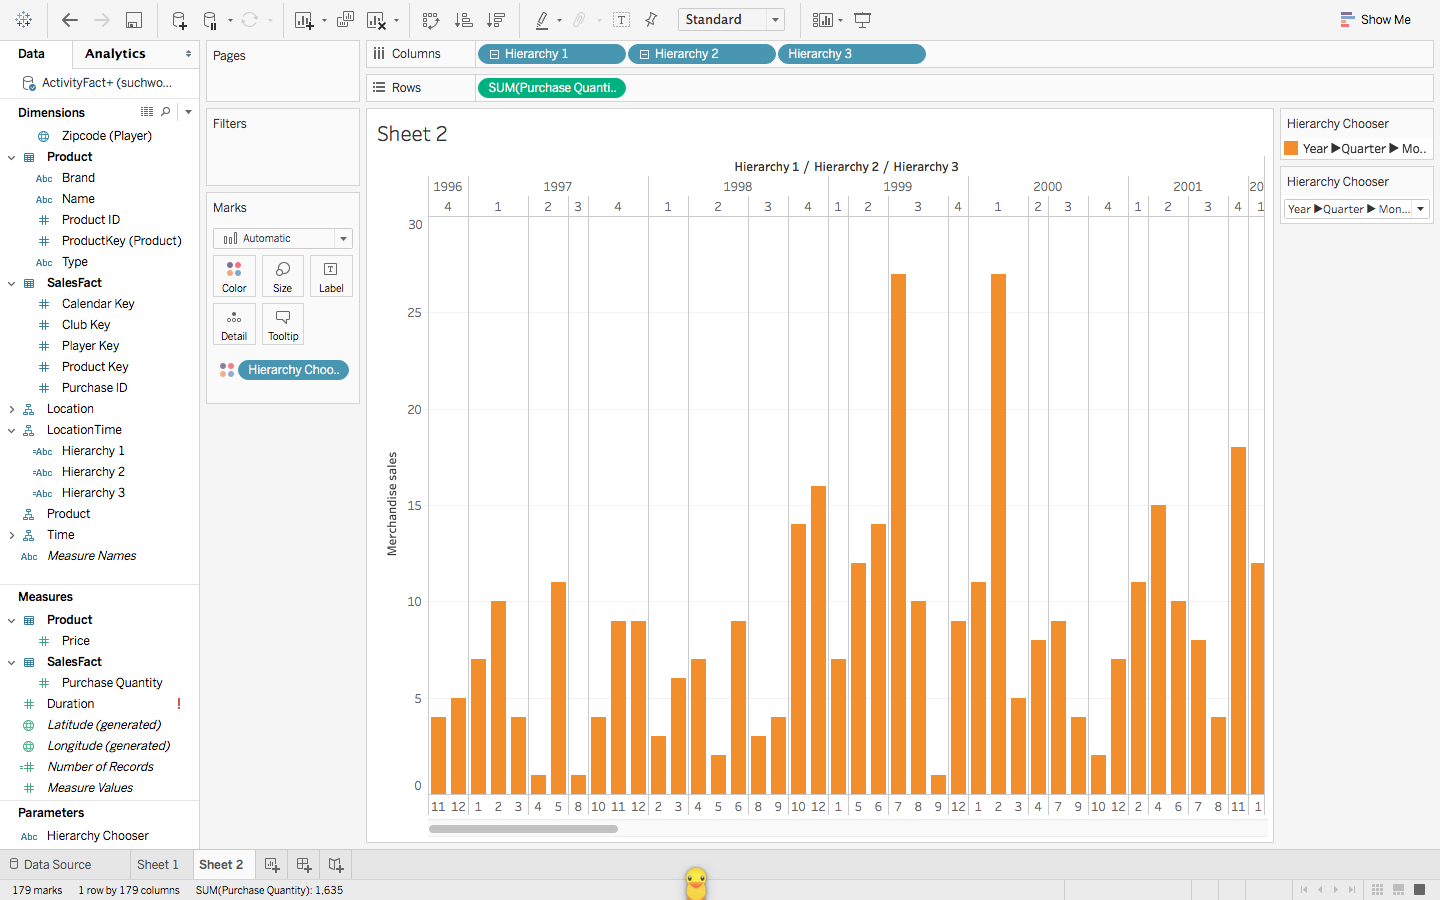 Standard
Show Me
Data
Analytics
Pages
Columns
Hierarchy 1
Hierarchy 2
Hierarchy 3
ActivityFact+ (suchwo...
Rows
SUM(Purchase Quanti..
Dimensions
Filters
Zipcode (Player)
Product
Abc Brand
Abc Name
# Product ID
# ProductKey (Product)
Abc Type
SalesFact
# Calendar Key
# Club Key
# Player Key
# Product Key
# Purchase ID
Location
LocationTime
=Abc Hierarchy 1
=Abc Hierarchy 2
=Abc Hierarchy 3
Product
Time
Abc Measure Names
Measures
Product
# Price
SalesFact
# Purchase Quantity
# Duration !
Latitude (generated)
Longitude (generated)
=# Number of Records
# Measure Values
Parameters
Abc Hierarchy Chooser
Marks
Automatic
Color Size Label
Detail Tooltip
Hierarchy Choo..
Sheet 2
Hierarchy 1 / Hierarchy 2 / Hierarchy 3
1996 1997 1998 1999 2000 2001 20
4 1 2 3 4 1 2 3 4 1 2 3 4 1 2 3 4 1 2 3 4 1
30
25
20
15
10
5
0
Merchandise sales
11 12 1 2 3 4 5 8 10 11 12 2 3 4 5 6 8 9 10 12 1 5 6 7 8 9 12 1 2 3 4 7 9 10 12 2 4 6 7 8 11 1
Hierarchy Chooser
Year ▶Quarter ▶ Mo..
Hierarchy Chooser
Year ▶Quarter ▶ Mon...
Data Source
Sheet 1
Sheet 2
179 marks
1 row by 179 columns
SUM(Purchase Quantity): 1,635